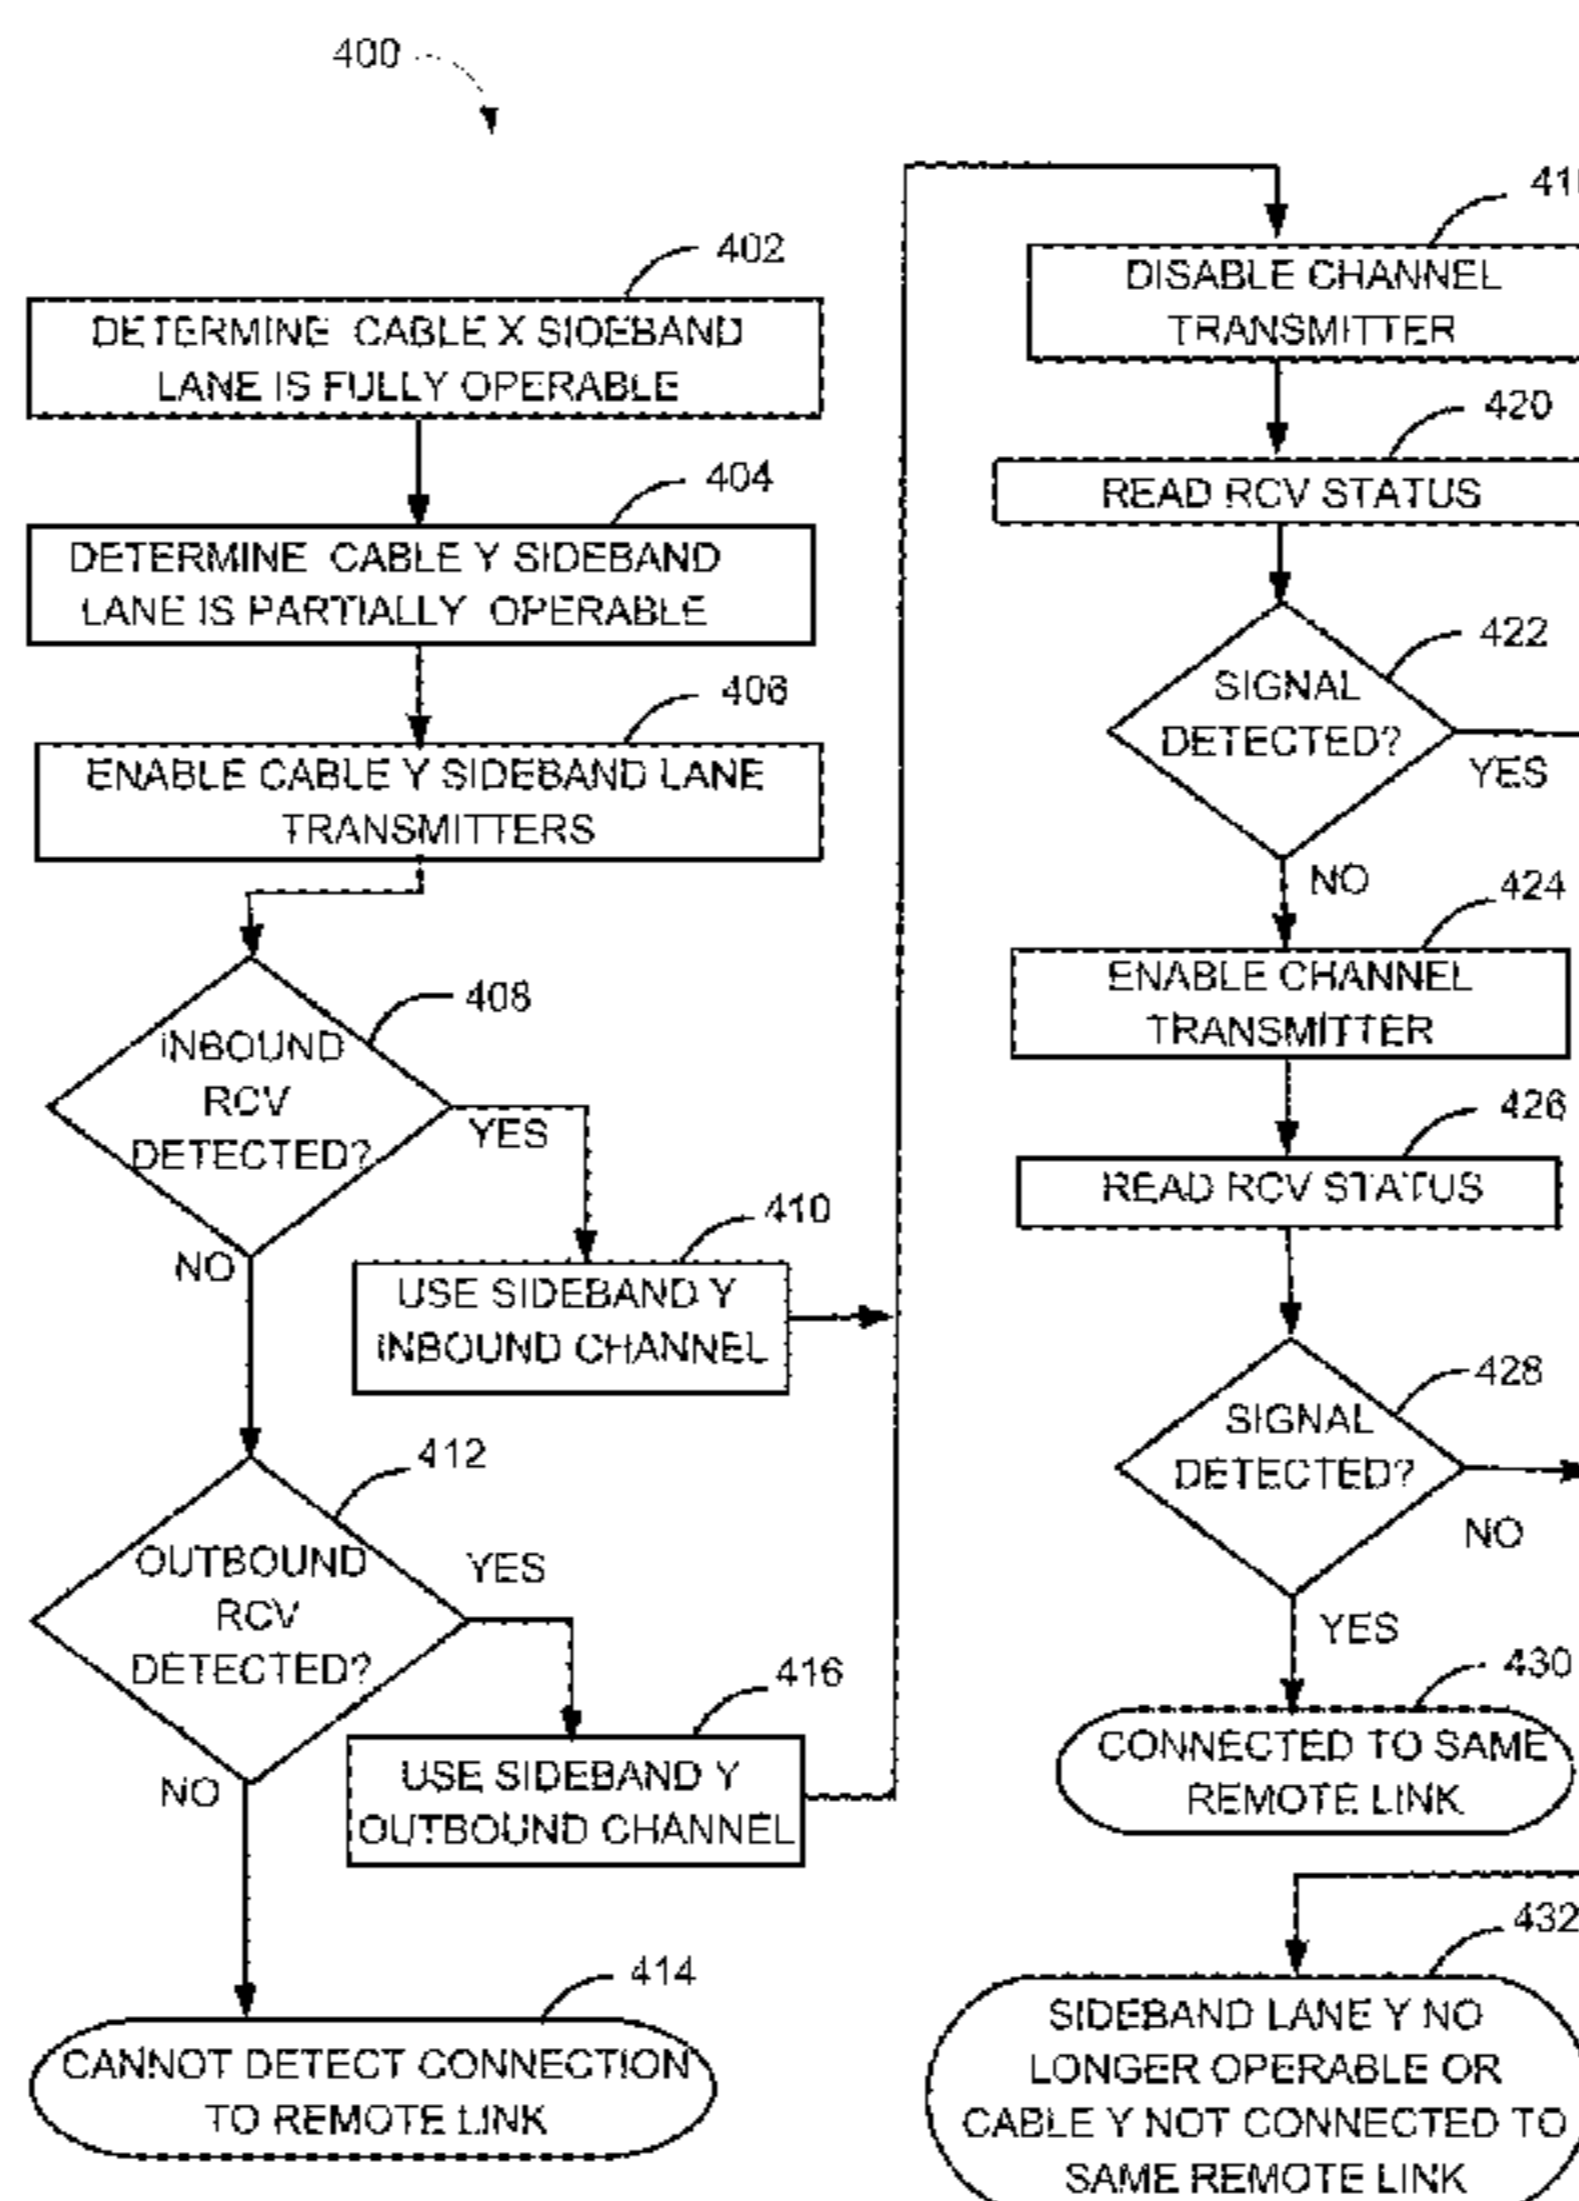 400
402
DETERMINE CABLE X SIDEBAND
LANE IS FULLY OPERABLE
404
DETERMINE CABLE Y SIDEBAND
LANE IS PARTIALLY OPERABLE
406
ENABLE CABLE Y SIDEBAND LANE
TRANSMITTERS
408
INBOUND
RCV
DETECTED?
YES
NO
410
USE SIDEBAND Y
INBOUND CHANNEL
412
OUTBOUND
RCV
DETECTED?
YES
NO
416
USE SIDEBAND Y
OUTBOUND CHANNEL
414
CANNOT DETECT CONNECTION
TO REMOTE LINK
DISABLE CHANNEL
TRANSMITTER
420
READ RCV STATUS
422
SIGNAL
DETECTED?
YES
NO
424
ENABLE CHANNEL
TRANSMITTER
426
READ RCV STATUS
428
SIGNAL
DETECTED?
NO
YES
430
CONNECTED TO SAME
REMOTE LINK
432
SIDEBAND LANE Y NO
LONGER OPERABLE OR
CABLE Y NOT CONNECTED TO
SAME REMOTE LINK